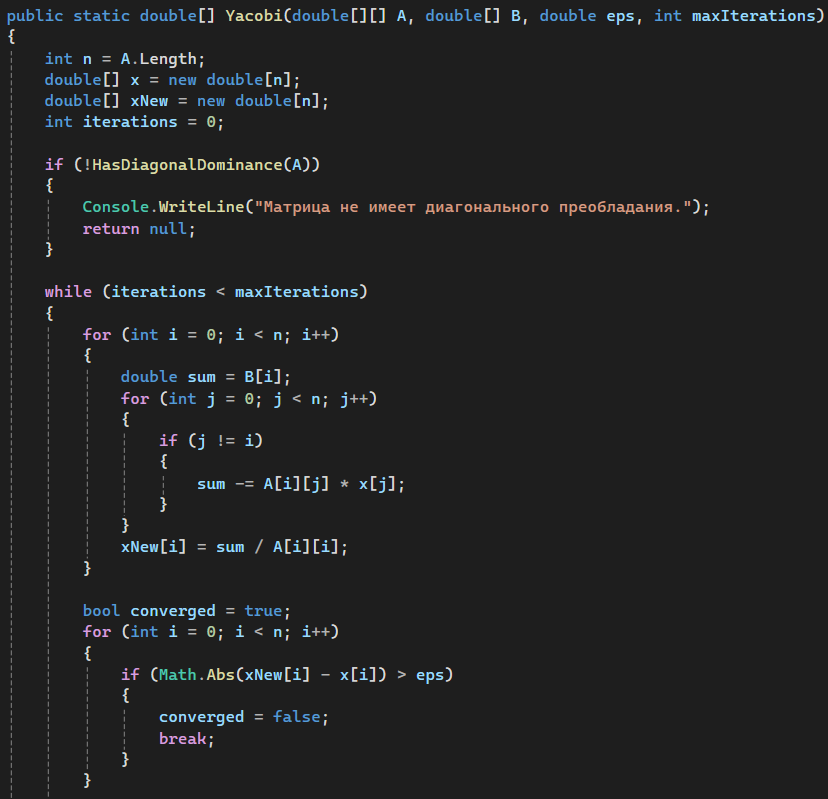 public static double[] Yacobi(double[][] A, double[] B, double eps, int maxIterations)
{
int n = A.Length;
double[] x = new double[n];
double[] xNew = new double[n];
int iterations = 0;
if (!HasDiagonalDominance(A))
{
Console.WriteLine("Матрица не имеет диагонального преобладания.");
return null;
}
while (iterations < maxIterations)
{
for (int i = 0; i < n; i++)
{
double sum = B[i];
for (int j = 0; j < n; j++)
{
if (j != i)
{
sum -= A[i][j] * x[j];
}
}
xNew[i] = sum / A[i][i];
}
bool converged = true;
for (int i = 0; i < n; i++)
{
if (Math.Abs(xNew[i] - x[i]) > eps)
{
converged = false;
break;
}
}